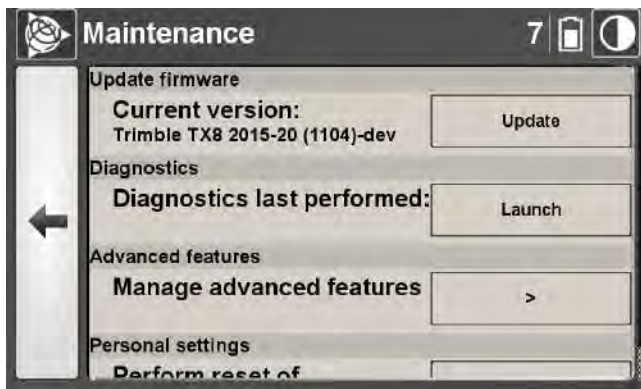 Maintenance 7
Update firmware
Current version:
Trimble TX8 2015-20 (1104)-dev
Update
Diagnostics
Diagnostics last performed:
Launch
Advanced features
Manage advanced features
>
Personal settings
Perform reset of